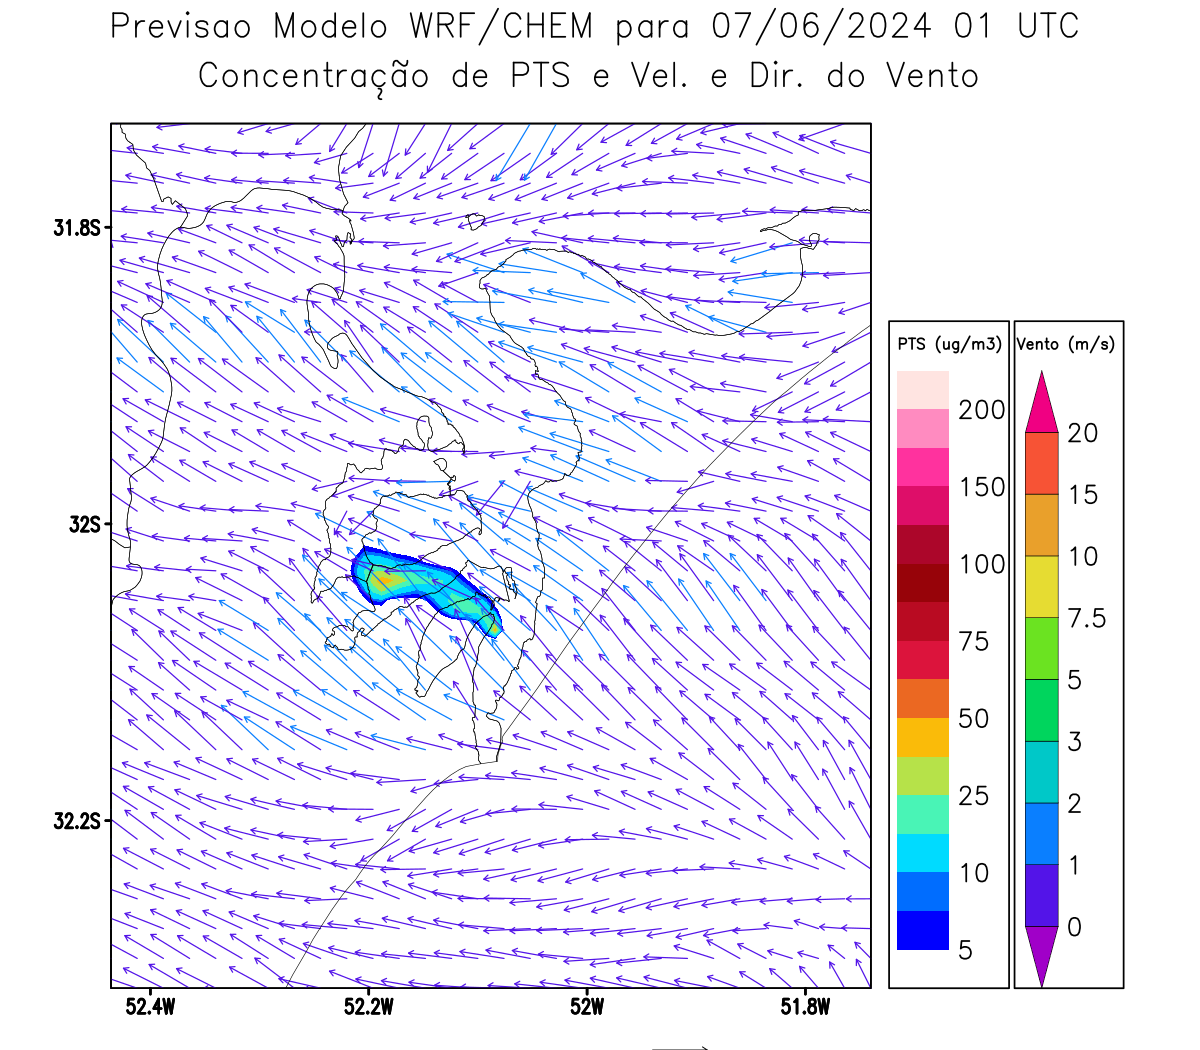 Previsao Modelo WRF/CHEM para 07/06/2024 01 UTC
Concentração de PTS e Vel. e Dir. do Vento
31.8S
32S
32.2S
52.4W 52.2W 52W 51.8W
PTS (ug/m3)
200
150
100
75
50
25
10
5
Vento (m/s)
20
15
10
7.5
5
3
2
1
0